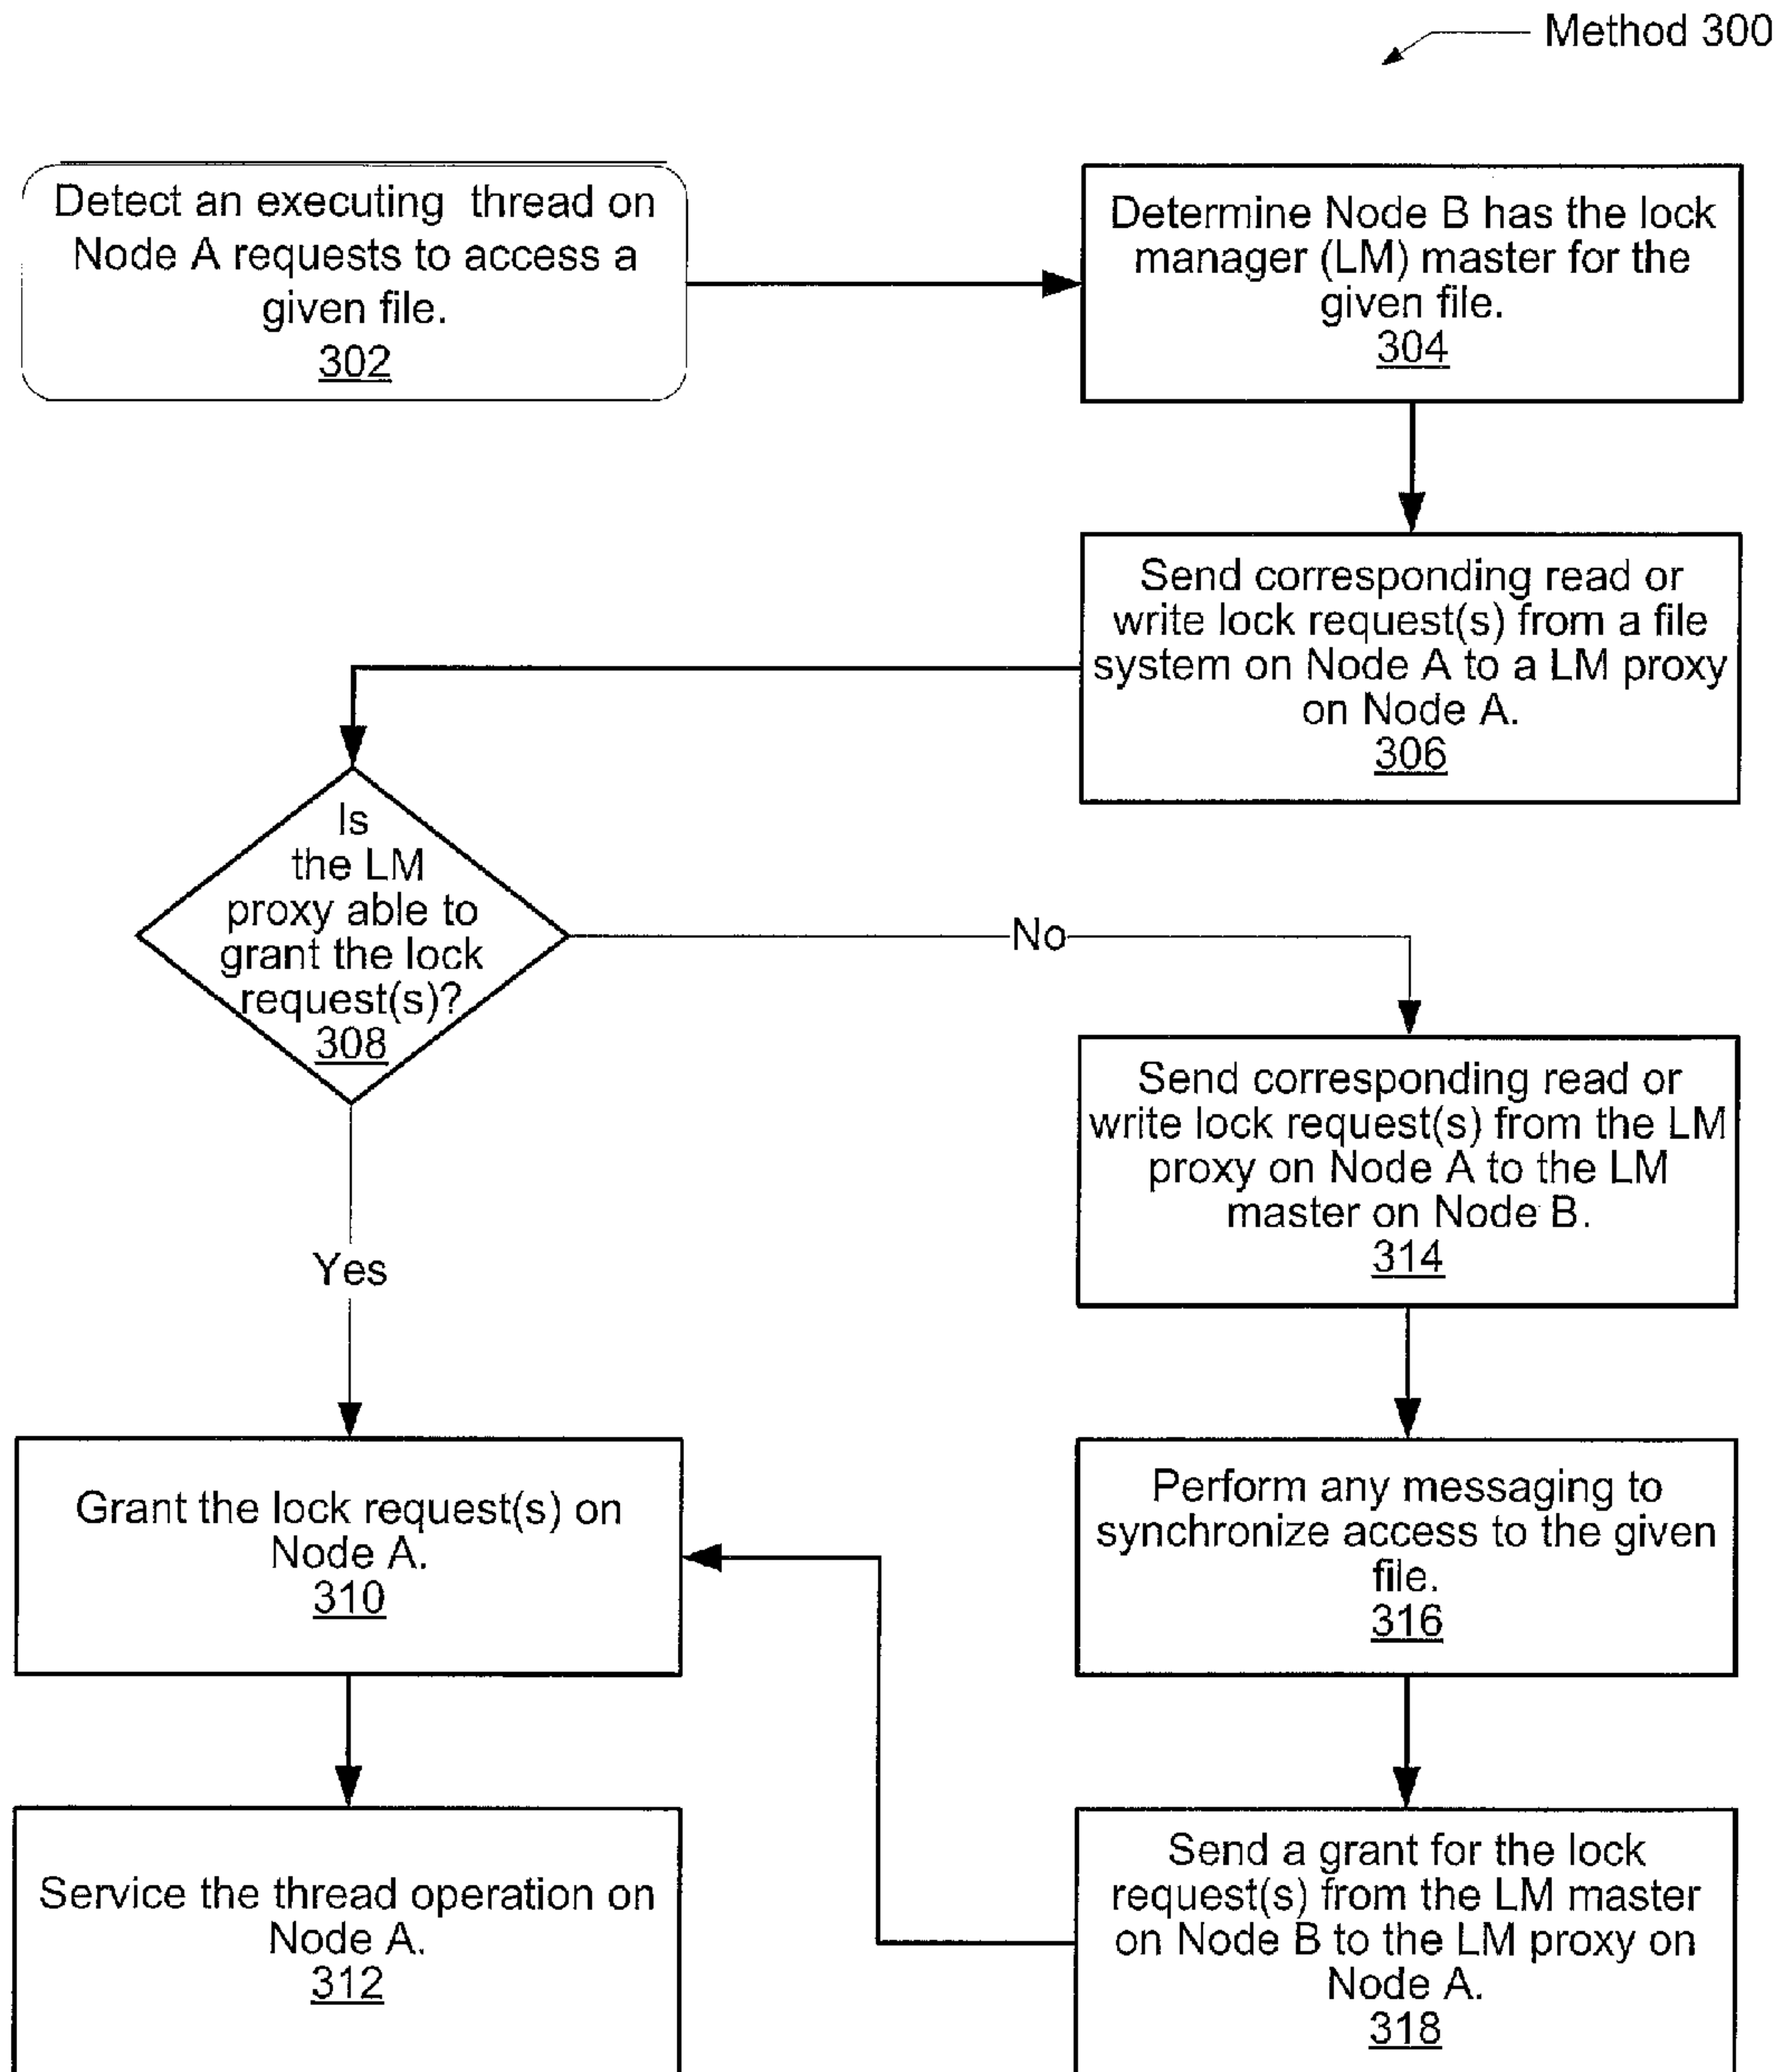 Method 300
Detect an executing thread on
Node A requests to access a
given file.
302
Determine Node B has the lock
manager (LM) master for the
given file.
304
Send corresponding read or
write lock request(s) from a file
system on Node A to a LM proxy
on Node A.
306
Is
the LM
proxy able to
grant the lock
request(s)?
308
No
Yes
Send corresponding read or
write lock request(s) from the LM
proxy on Node A to the LM
master on Node B.
314
Grant the lock request(s) on
Node A.
310
Perform any messaging to
synchronize access to the given
file.
316
Service the thread operation on
Node A.
312
Send a grant for the lock
request(s) from the LM master
on Node B to the LM proxy on
Node A.
318